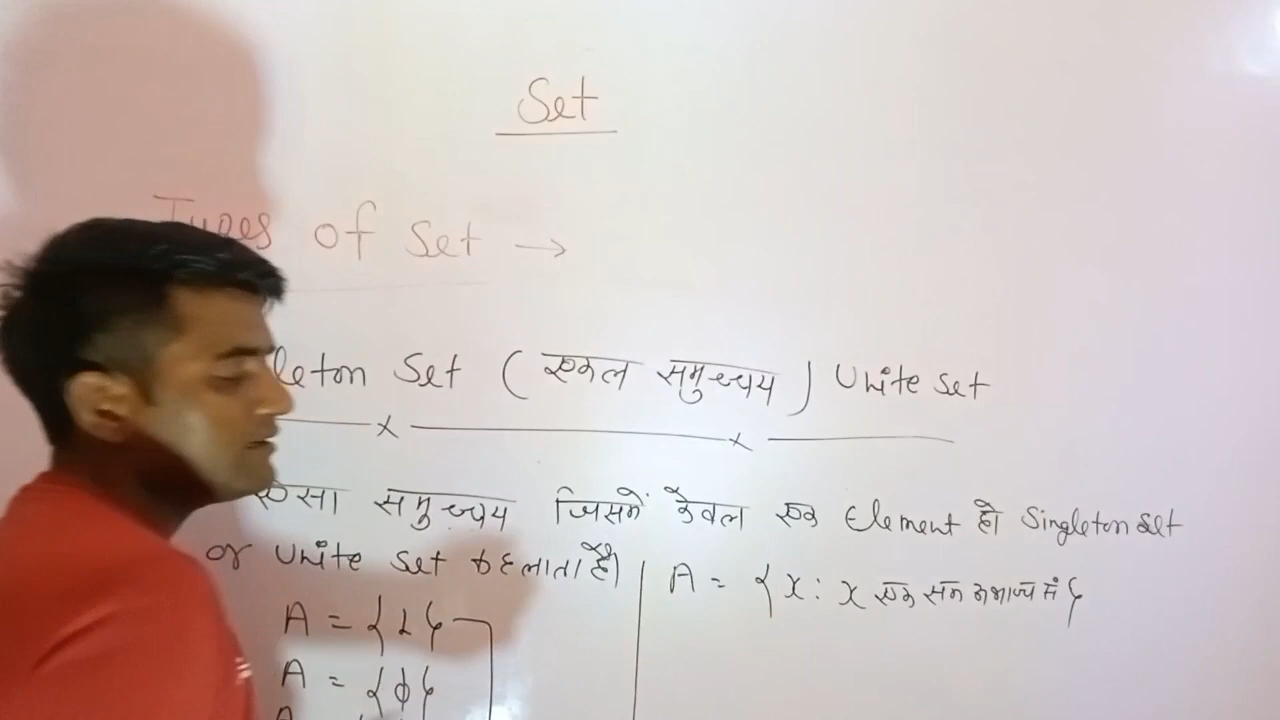 Set
Types of Set →
leton Set ( एकल समुच्चय ) Unite Set
ऐसा समुच्चय जिसमें केवल एक Element हो Singleton Set
or Unite Set कहलाता है।
A = { x : x एक सम अभाज्य सं }
A = { 2 }
A = { ϕ }